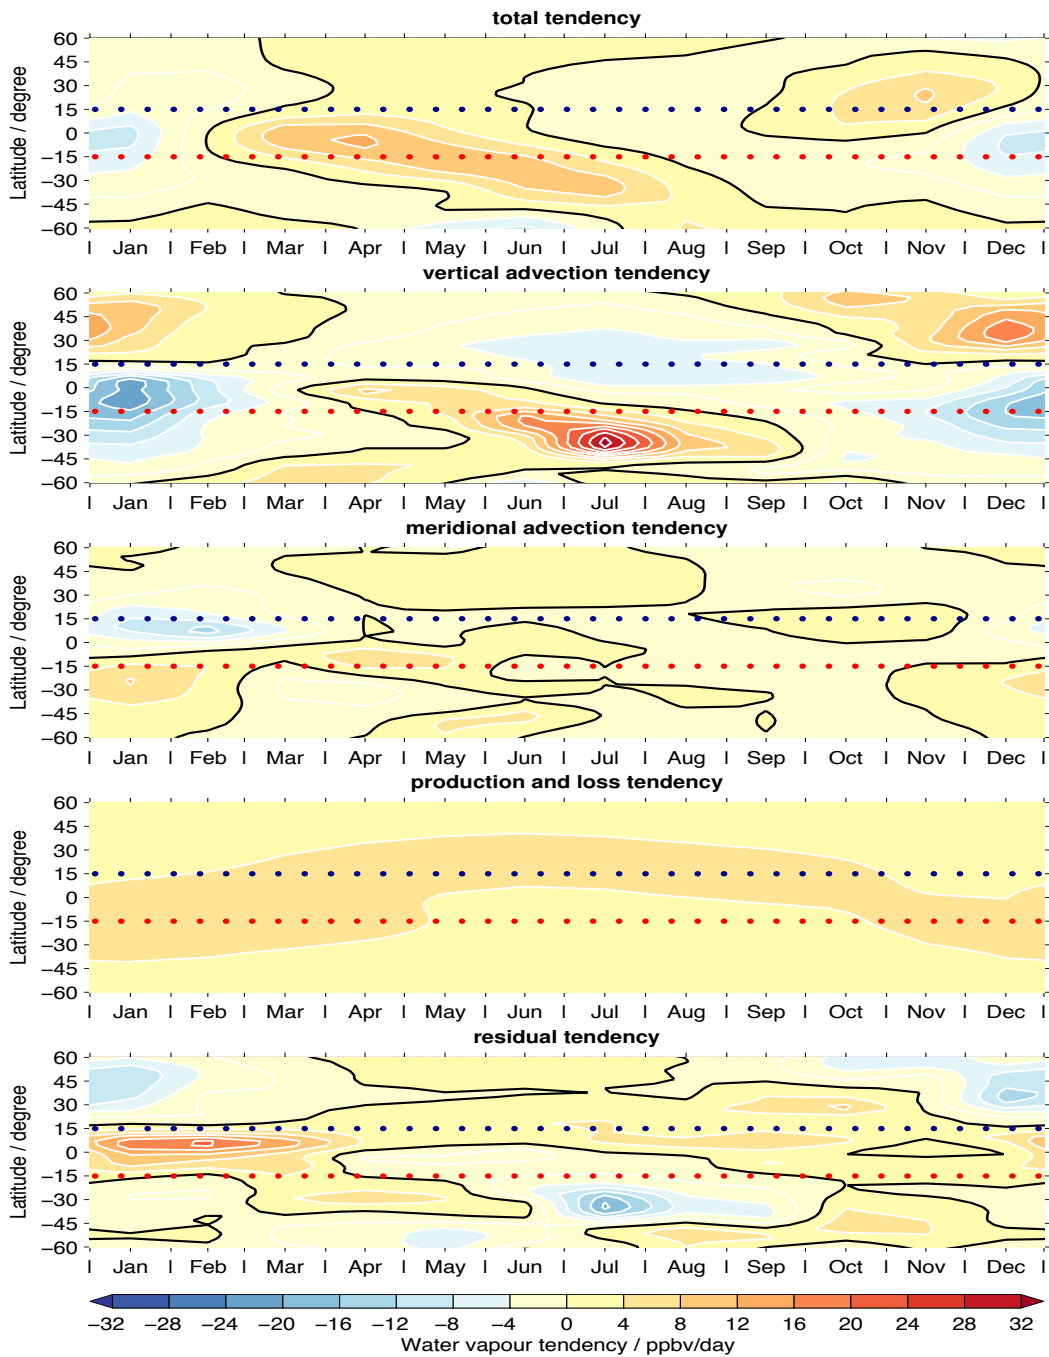 total tendency
60
45
30
15
0
−15
−30
−45
−60
Latitude / degree
I Jan I Feb I Mar I Apr I May I Jun I Jul I Aug I Sep I Oct I Nov I Dec I
vertical advection tendency
60
45
30
15
0
−15
−30
−45
−60
Latitude / degree
I Jan I Feb I Mar I Apr I May I Jun I Jul I Aug I Sep I Oct I Nov I Dec I
meridional advection tendency
60
45
30
15
0
−15
−30
−45
−60
Latitude / degree
I Jan I Feb I Mar I Apr I May I Jun I Jul I Aug I Sep I Oct I Nov I Dec I
production and loss tendency
60
45
30
15
0
−15
−30
−45
−60
Latitude / degree
I Jan I Feb I Mar I Apr I May I Jun I Jul I Aug I Sep I Oct I Nov I Dec I
residual tendency
60
45
30
15
0
−15
−30
−45
−60
Latitude / degree
I Jan I Feb I Mar I Apr I May I Jun I Jul I Aug I Sep I Oct I Nov I Dec I
−32 −28 −24 −20 −16 −12 −8 −4 0 4 8 12 16 20 24 28 32
Water vapour tendency / ppbv/day